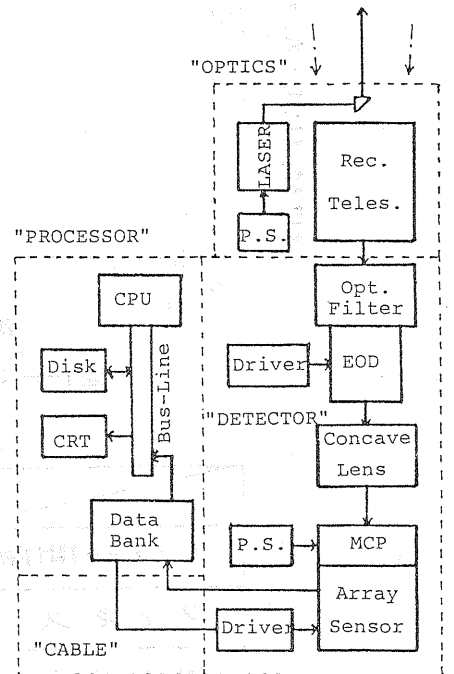 "OPTICS"
LASER
Rec.
Teles.
P.S.
"PROCESSOR"
CPU
Opt.
Filter
Disk
Bus-Line
Driver
EOD
"DETECTOR"
CRT
Concave
Lens
Data
Bank
P.S.
MCP
Array
Sensor
Driver
"CABLE"